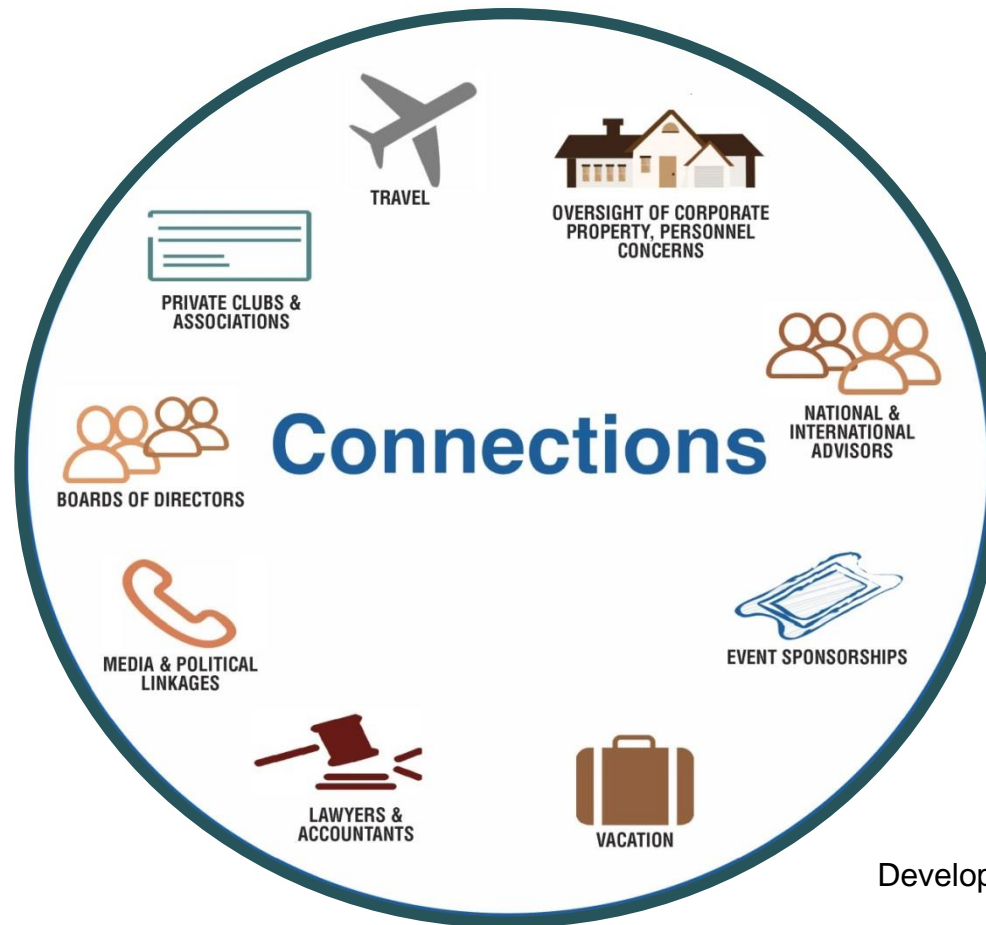 TRAVEL
OVERSIGHT OF CORPORATE
PROPERTY, PERSONNEL
CONCERNS
PRIVATE CLUBS &
ASSOCIATIONS
NATIONAL &
INTERNATIONAL
ADVISORS
Connections
BOARDS OF DIRECTORS
MEDIA & POLITICAL
LINKAGES
EVENT SPONSORSHIPS
LAWYERS &
ACCOUNTANTS
VACATION
Develop